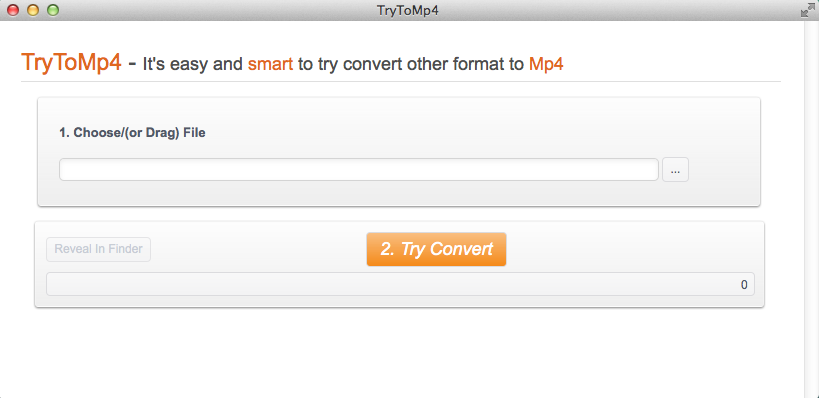 TryToMp4
TryToMp4 - It's easy and smart to try convert other format to Mp4
1. Choose/(or Drag) File
...
Reveal In Finder
2. Try Convert
0